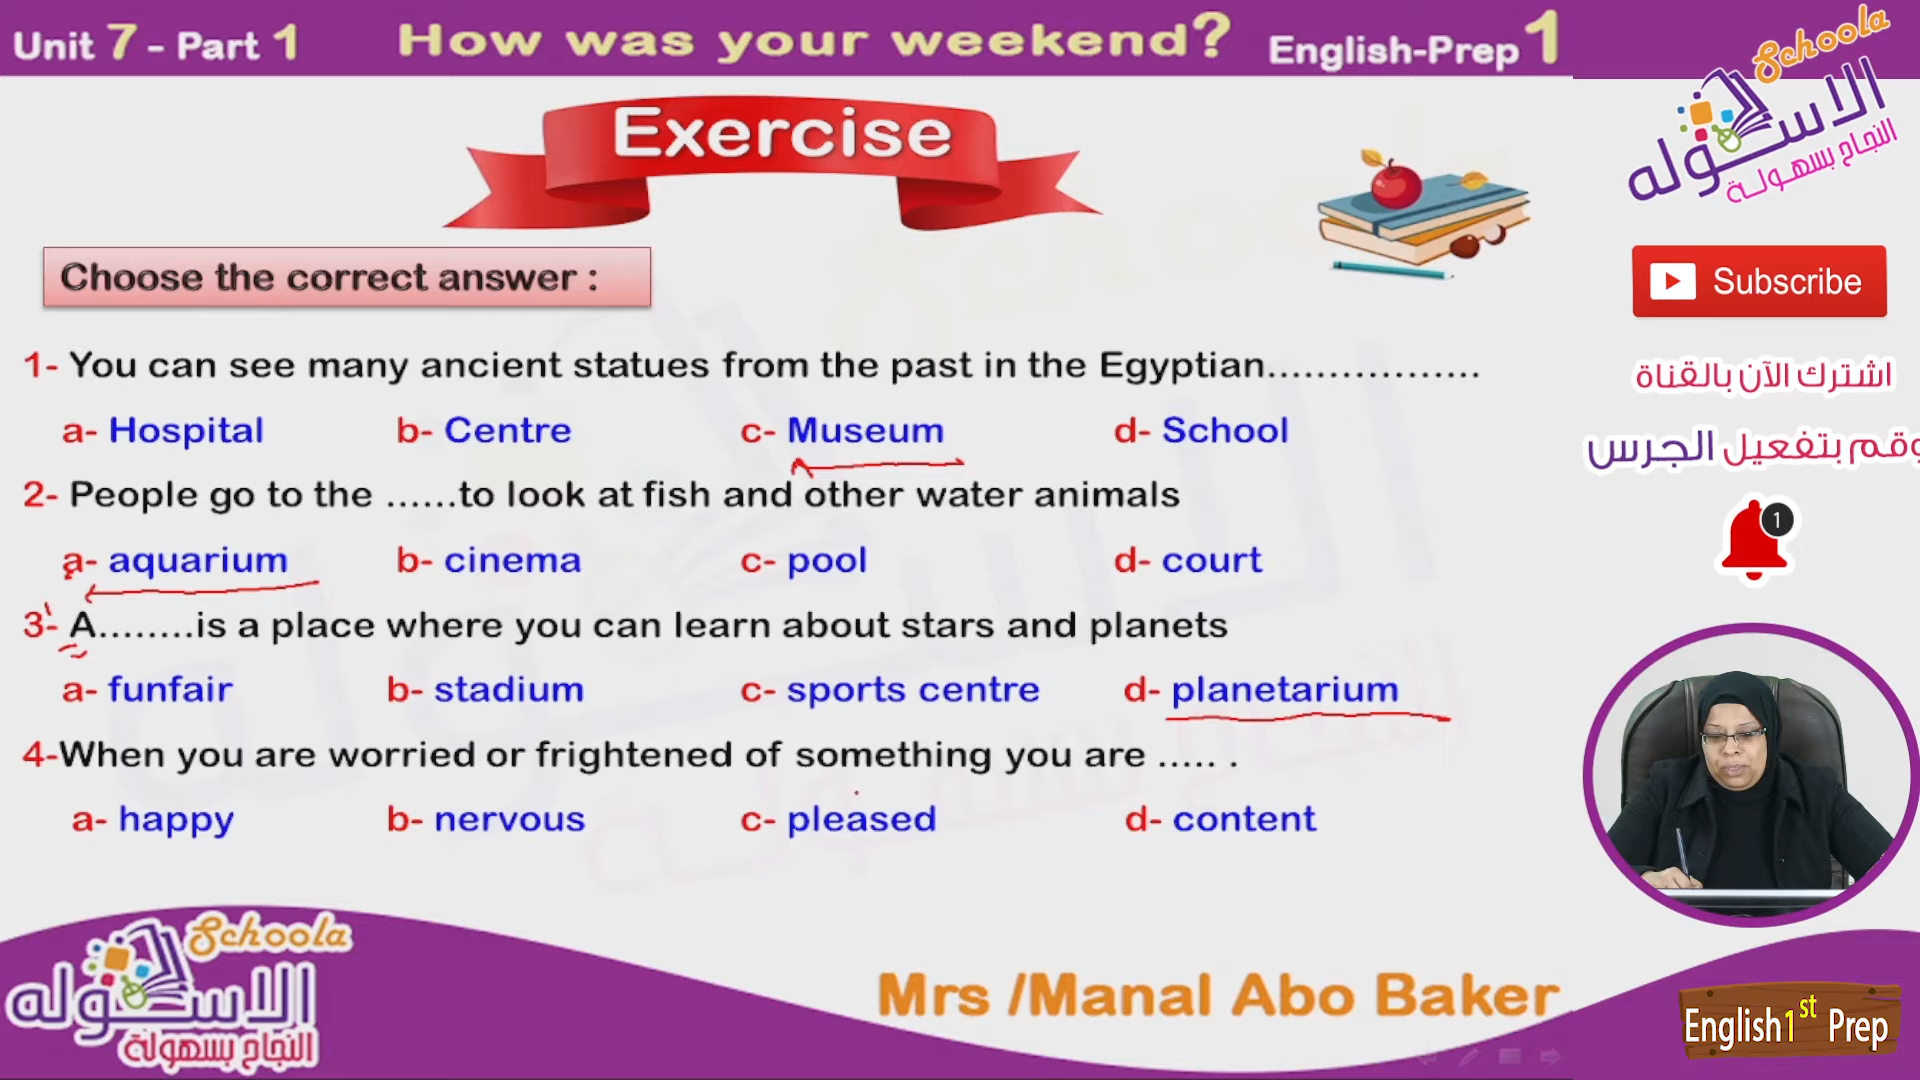 Unit 7 - Part 1 How was your weekend? English-Prep 1
Schoola
الاسكوله
النجاح بسهولة
Exercise
Choose the correct answer :
Subscribe
اشترك الآن بالقناة
وقم بتفعيل الجرس
1
1- You can see many ancient statues from the past in the Egyptian.................
a- Hospital b- Centre c- Museum d- School
2- People go to the ......to look at fish and other water animals
a- aquarium b- cinema c- pool d- court
3- A........is a place where you can learn about stars and planets
a- funfair b- stadium c- sports centre d- planetarium
4-When you are worried or frightened of something you are ..... .
a- happy b- nervous c- pleased d- content
Schoola
الاسكوله
النجاح بسهولة
Mrs /Manal Abo Baker
English 1st Prep